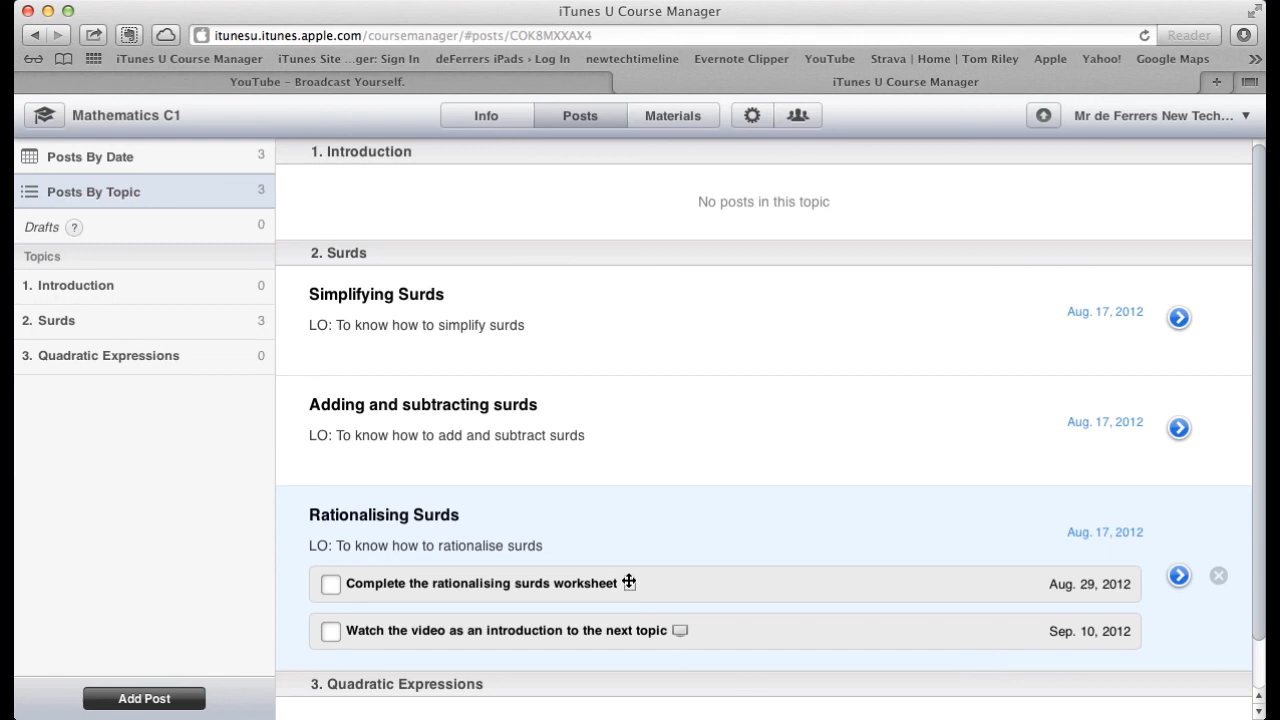 iTunes U Course Manager
itunesu.itunes.apple.com/coursemanager/#posts/COK8MXXAX4
Reader
iTunes U Course Manager iTunes Site ...ger: Sign In deFerrers iPads › Log In newtechtimeline Evernote Clipper YouTube Strava | Home | Tom Riley Apple Yahoo! Google Maps
YouTube – Broadcast Yourself. iTunes U Course Manager
Mathematics C1 Info Posts Materials Mr de Ferrers New Tech... ▼
Posts By Date 3
Posts By Topic 3
Drafts ? 0
Topics
1. Introduction 0
2. Surds 3
3. Quadratic Expressions 0
Add Post
1. Introduction
No posts in this topic
2. Surds
Simplifying Surds
Aug. 17, 2012
LO: To know how to simplify surds
Adding and subtracting surds
Aug. 17, 2012
LO: To know how to add and subtract surds
Rationalising Surds
Aug. 17, 2012
LO: To know how to rationalise surds
Complete the rationalising surds worksheet Aug. 29, 2012
Watch the video as an introduction to the next topic Sep. 10, 2012
3. Quadratic Expressions